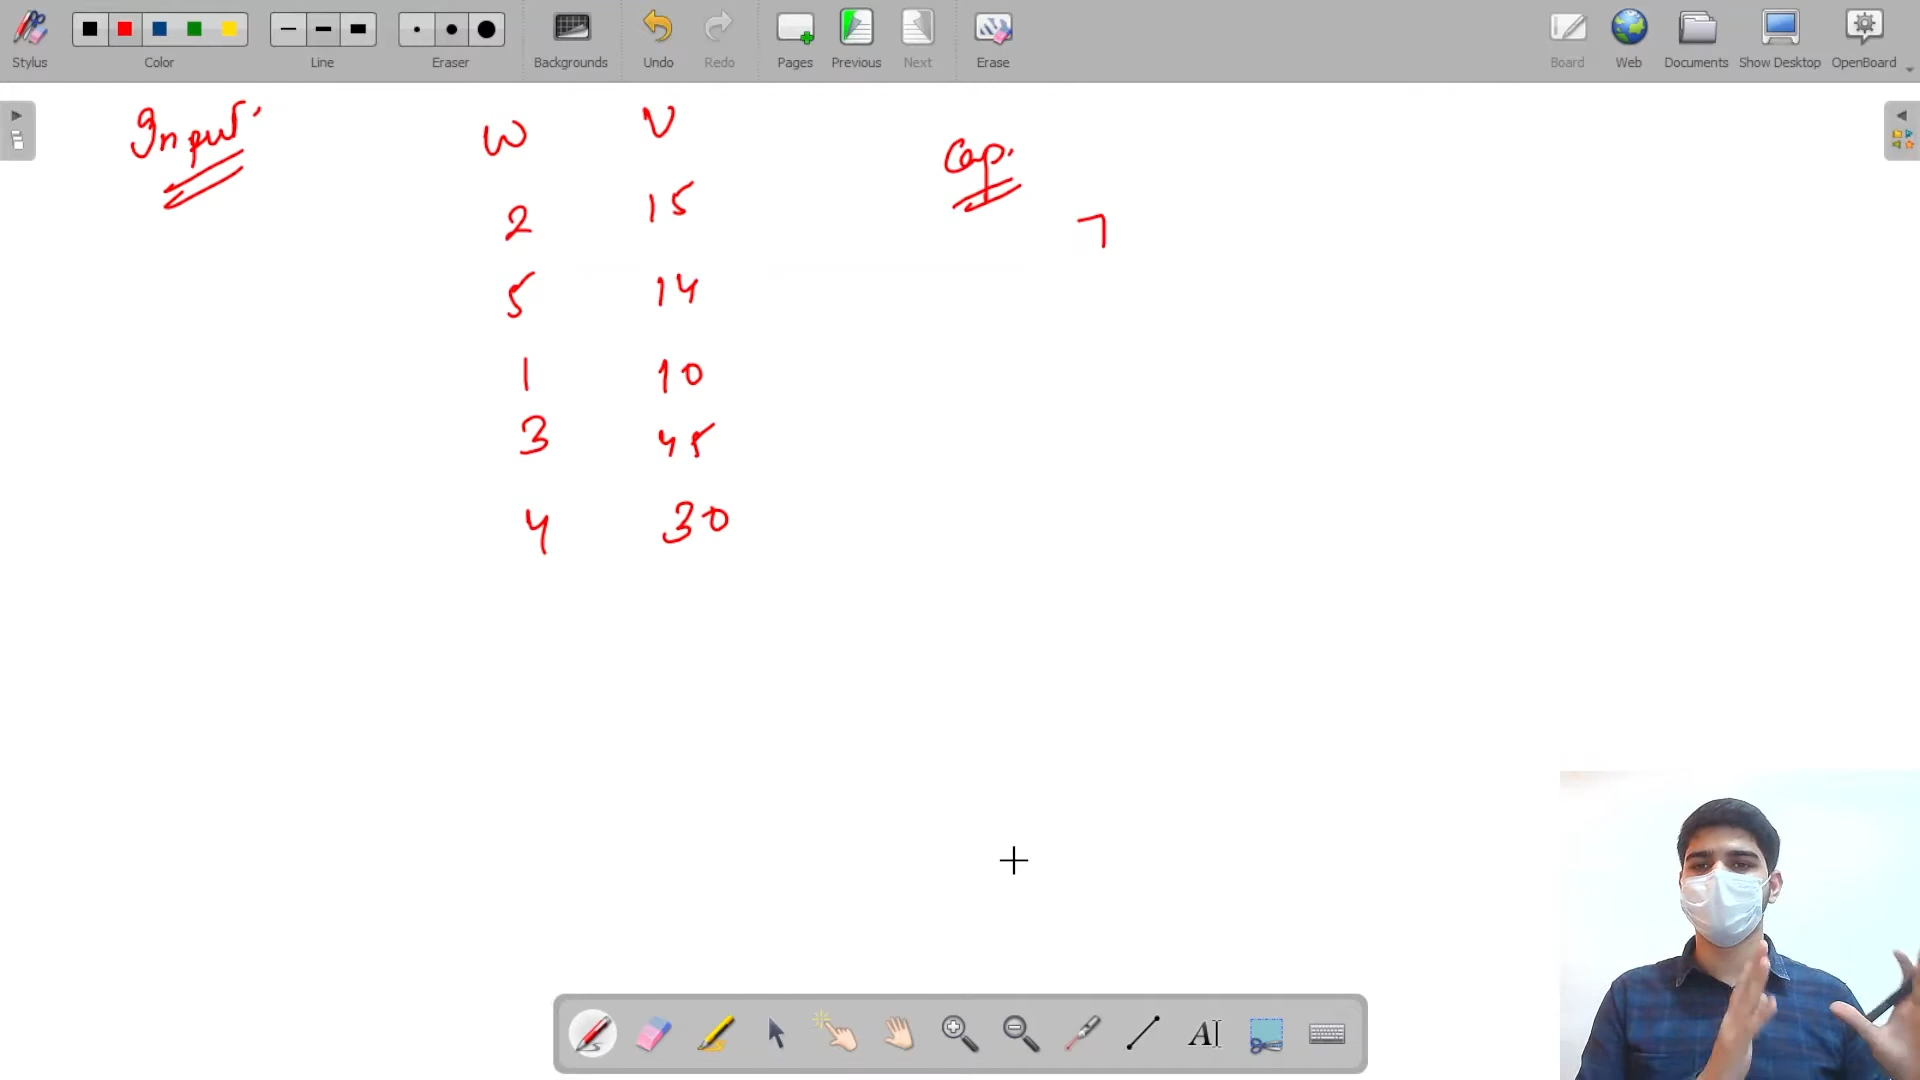 Stylus Color Line Eraser Backgrounds Undo Redo Pages Previous Next Erase Board Web Documents Show Desktop OpenBoard
Input
W V
Cap.
2 15
7
5 14
1 10
3 45
4 30
A